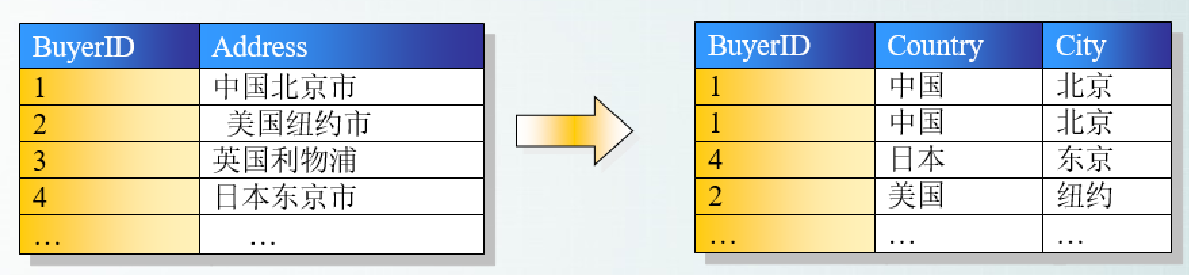 BuyerID Address
1 中国北京市
2 美国纽约市
3 英国利物浦
4 日本东京市
… …
BuyerID Country City
1 中国 北京
1 中国 北京
4 日本 东京
2 美国 纽约
… … …